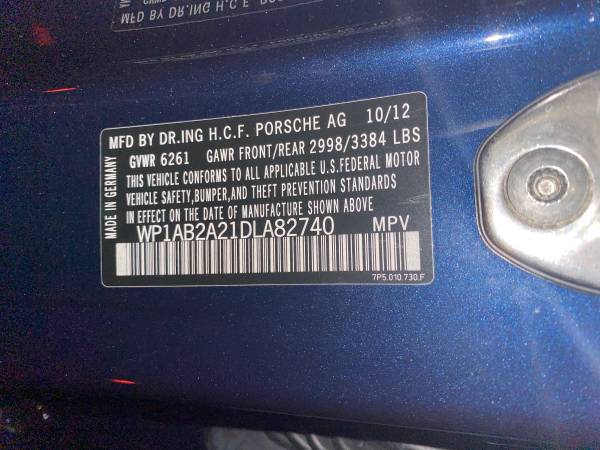 MFD BY DR.ING H.C.F. PORSCHE AG 10/12
GVWR 6261 GAWR FRONT/REAR 2998/3384 LBS
THIS VEHICLE CONFORMS TO ALL APPLICABLE U.S.FEDERAL MOTOR
VEHICLE SAFETY,BUMPER,AND THEFT PREVENTION STANDARDS
IN EFFECT ON THE DATE OF MANUFACTURE SHOWN ABOVE
WP1AB2A21DLA82740 MPV
7P5.010.730.F
MADE IN GERMANY